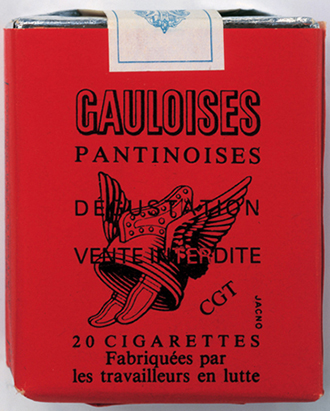 GAULOISES
PANTINOISES
DÉGUSTATION
VENTE INTERDITE
CGT
JACNO
20 CIGARETTES
Fabriquées par
les travailleurs en lutte